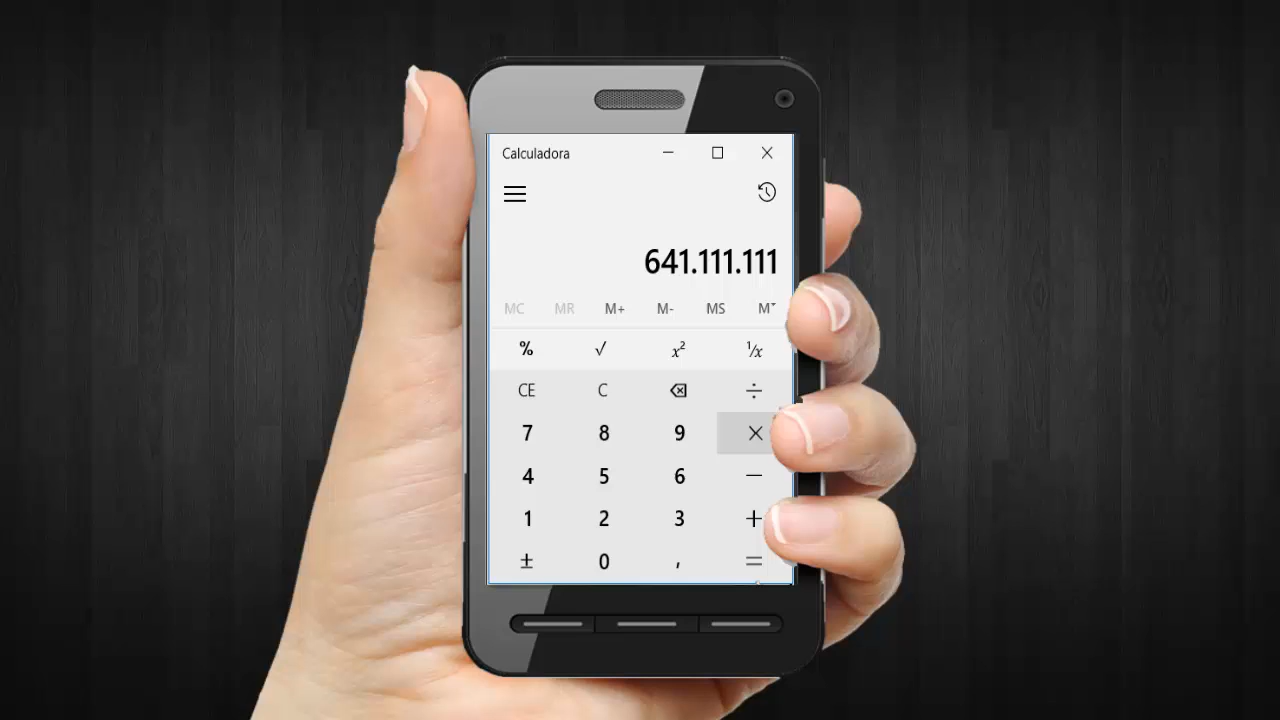 Calculadora
641.111.111
MC MR M+ M- MS M
% √ x² ¹/x
CE C ÷
7 8 9 ×
4 5 6 −
1 2 3 +
± 0 , =